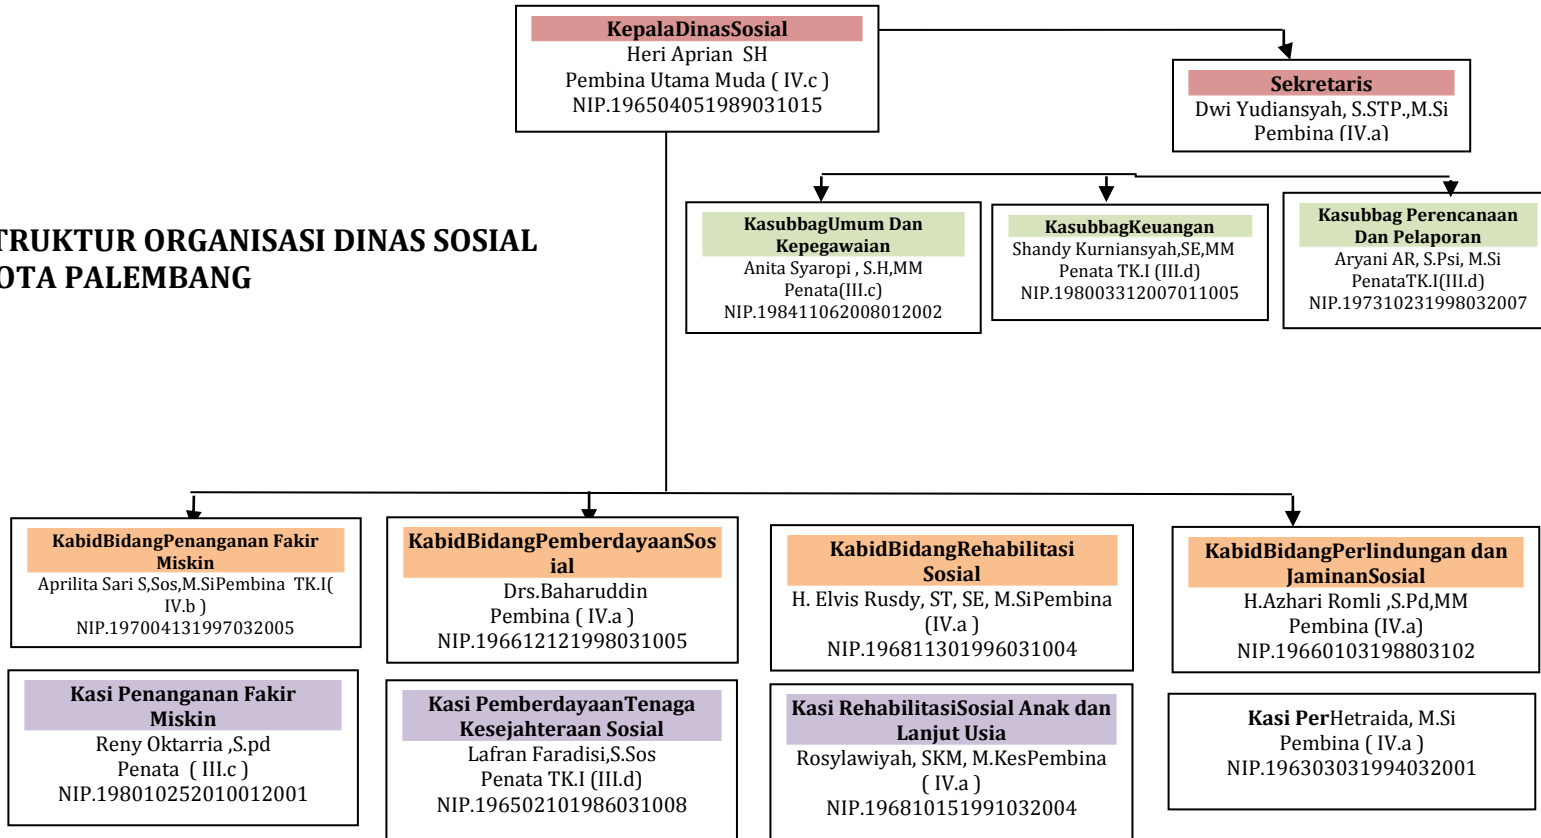 KepalaDinasSosial
Heri Aprian SH
Pembina Utama Muda ( IV.c )
NIP.196504051989031015
Sekretaris
Dwi Yudiansyah, S.STP.,M.Si
Pembina (IV.a)
KasubbagUmum Dan
Kepegawaian
Anita Syaropi , S.H,MM
Penata(III.c)
NIP.198411062008012002
KasubbagKeuangan
Shandy Kurniansyah,SE,MM
Penata TK.I (III.d)
NIP.198003312007011005
Kasubbag Perencanaan
Dan Pelaporan
Aryani AR, S.Psi, M.Si
PenataTK.I(III.d)
NIP.197310231998032007
TRUKTUR ORGANISASI DINAS SOSIAL
OTA PALEMBANG
KabidBidangPenanganan Fakir
Miskin
Aprilita Sari S,Sos,M.SiPembina TK.I(
IV.b )
NIP.197004131997032005
KabidBidangPemberdayaanSos
ial
Drs.Baharuddin
Pembina ( IV.a )
NIP.196612121998031005
KabidBidangRehabilitasi
Sosial
H. Elvis Rusdy, ST, SE, M.SiPembina
(IV.a )
NIP.196811301996031004
KabidBidangPerlindungan dan
JaminanSosial
H.Azhari Romli ,S.Pd,MM
Pembina (IV.a)
NIP.19660103198803102
Kasi Penanganan Fakir
Miskin
Reny Oktarria ,S.pd
Penata ( III.c )
NIP.198010252010012001
Kasi PemberdayaanTenaga
Kesejahteraan Sosial
Lafran Faradisi,S.Sos
Penata TK.I (III.d)
NIP.196502101986031008
Kasi RehabilitasiSosial Anak dan
Lanjut Usia
Rosylawiyah, SKM, M.KesPembina
( IV.a )
NIP.196810151991032004
Kasi PerHetraida, M.Si
Pembina ( IV.a )
NIP.196303031994032001